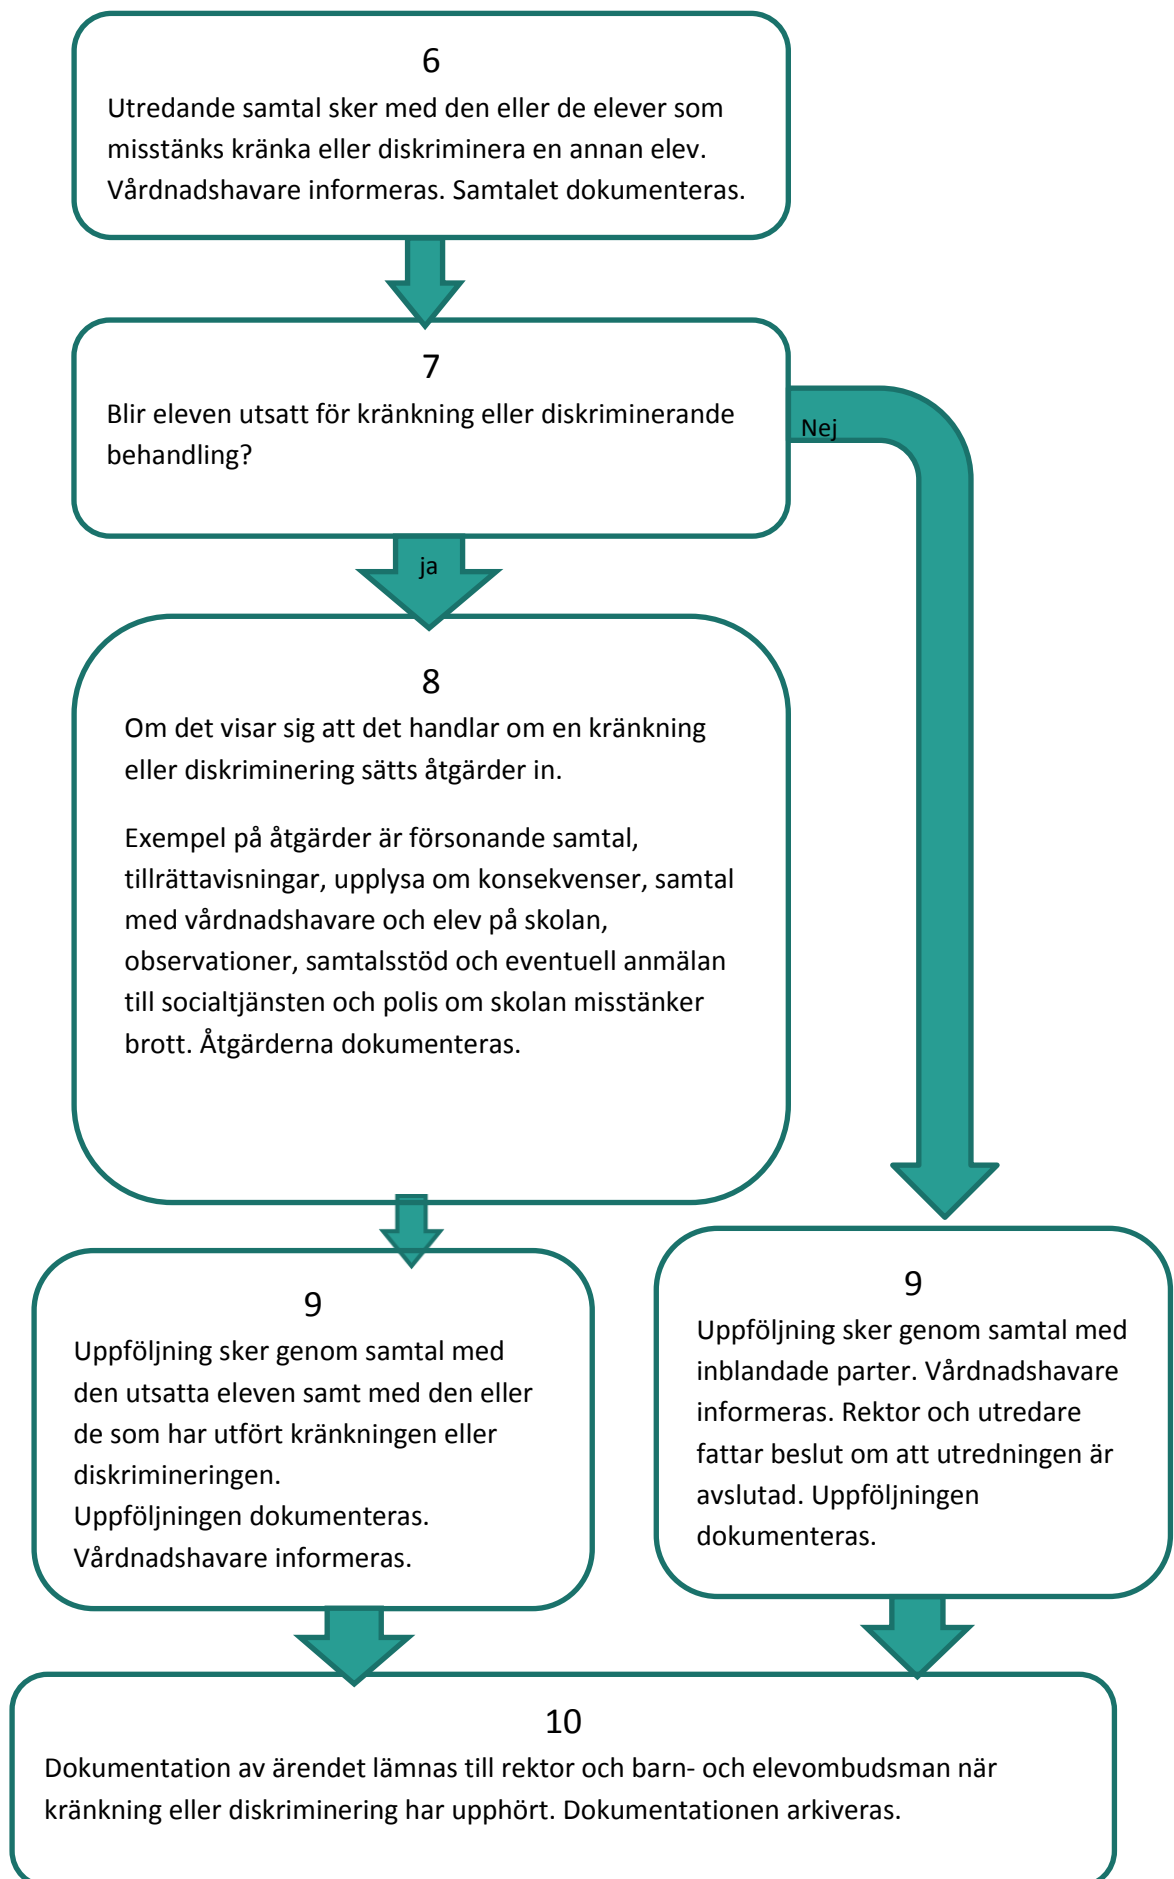 6
Utredande samtal sker med den eller de elever som
misstänks kränka eller diskriminera en annan elev.
Vårdnadshavare informeras. Samtalet dokumenteras.
7
Blir eleven utsatt för kränkning eller diskriminerande
behandling?
Nej
ja
8
Om det visar sig att det handlar om en kränkning
eller diskriminering sätts åtgärder in.
Exempel på åtgärder är försonande samtal,
tillrättavisningar, upplysa om konsekvenser, samtal
med vårdnadshavare och elev på skolan,
observationer, samtalsstöd och eventuell anmälan
till socialtjänsten och polis om skolan misstänker
brott. Åtgärderna dokumenteras.
9
Uppföljning sker genom samtal med
den utsatta eleven samt med den eller
de som har utfört kränkningen eller
diskrimineringen.
Uppföljningen dokumenteras.
Vårdnadshavare informeras.
9
Uppföljning sker genom samtal med
inblandade parter. Vårdnadshavare
informeras. Rektor och utredare
fattar beslut om att utredningen är
avslutad. Uppföljningen
dokumenteras.
10
Dokumentation av ärendet lämnas till rektor och barn- och elevombudsman när
kränkning eller diskriminering har upphört. Dokumentationen arkiveras.